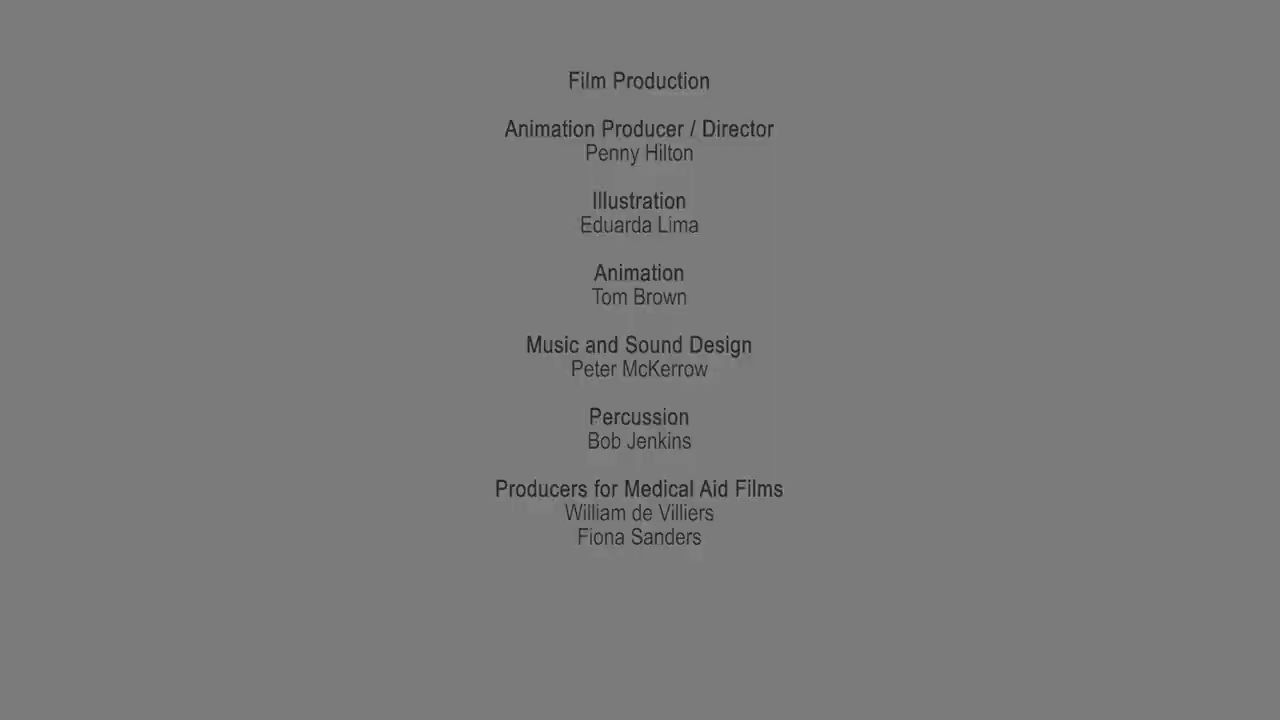 Film Production
Animation Producer / Director
Penny Hilton
Illustration
Eduarda Lima
Animation
Tom Brown
Music and Sound Design
Peter McKerrow
Percussion
Bob Jenkins
Producers for Medical Aid Films
William de Villiers
Fiona Sanders